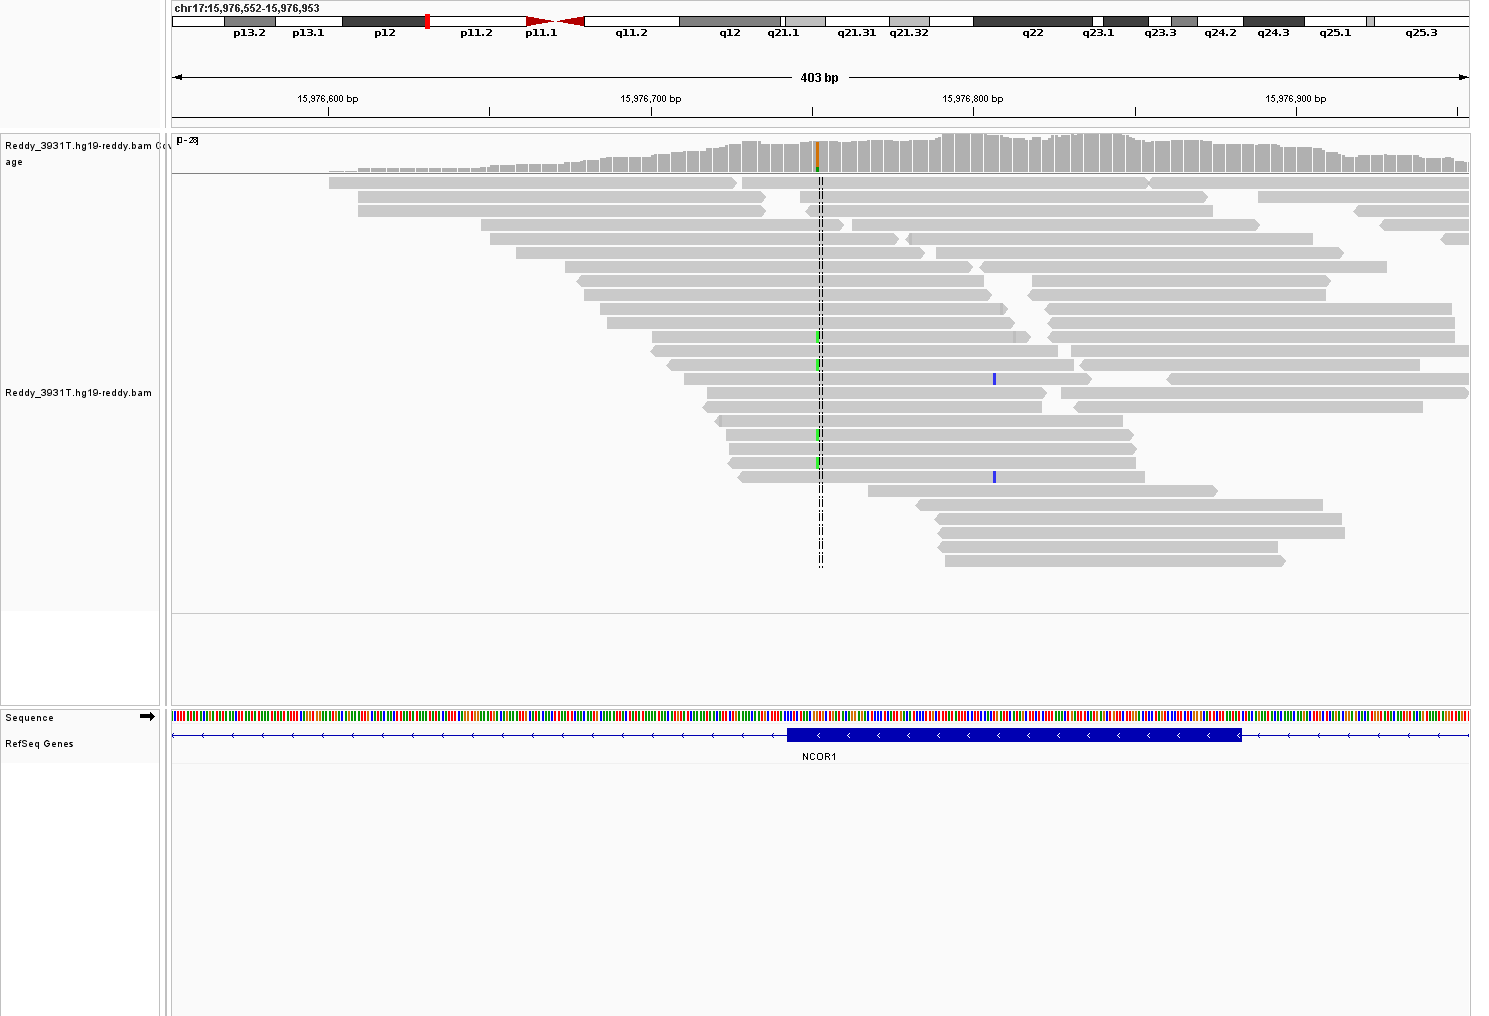 chr17:15,976,552-15,976,953
p13.2 p13.1 p12 p11.2 p11.1 q11.2 q12 q21.1 q21.31 q21.32 q22 q23.1 q23.3 q24.2 q24.3 q25.1 q25.3
403 bp
15,976,600 bp 15,976,700 bp 15,976,800 bp 15,976,900 bp
Reddy_3931T.hg19-reddy.bam Cov
age
Reddy_3931T.hg19-reddy.bam
Sequence
RefSeq Genes
NCOR1